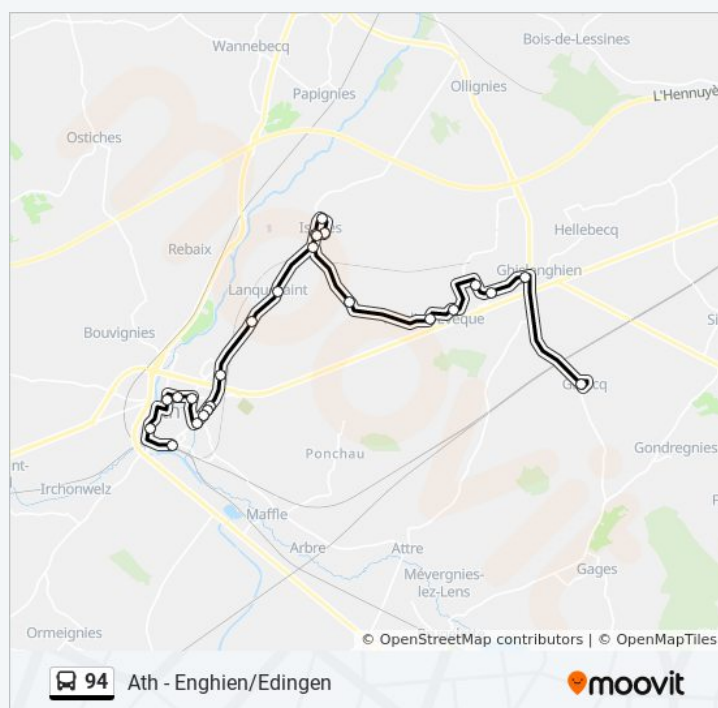 Wannebecq
Bois-de-Lessines
Ollignies
Papignies
L'Hennuyè
Ostiches
Hellebecq
Rebaix
Ghislenghien
Bouvignies
Gondregnies
Ponchau
Irchonwelz
Maffle
Arbre
Attre
Mévergnies-
lez-Lens
Gages
Ormeignies
© OpenStreetMap contributors | © OpenMapTiles
94 Ath - Enghien/Edingen
moovit